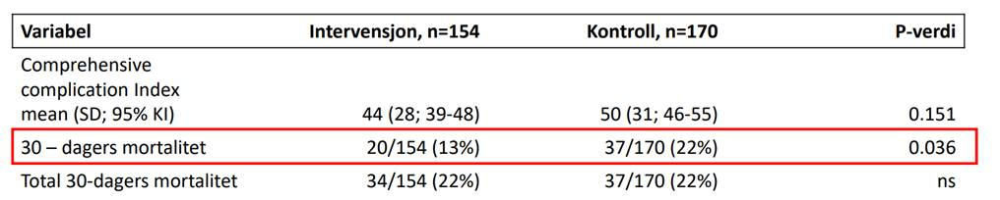 Variabel Intervensjon, n=154 Kontroll, n=170 P-verdi
Comprehensive
complication Index
mean (SD; 95% KI) 44 (28; 39-48) 50 (31; 46-55) 0.151
30 – dagers mortalitet 20/154 (13%) 37/170 (22%) 0.036
Total 30-dagers mortalitet 34/154 (22%) 37/170 (22%) ns